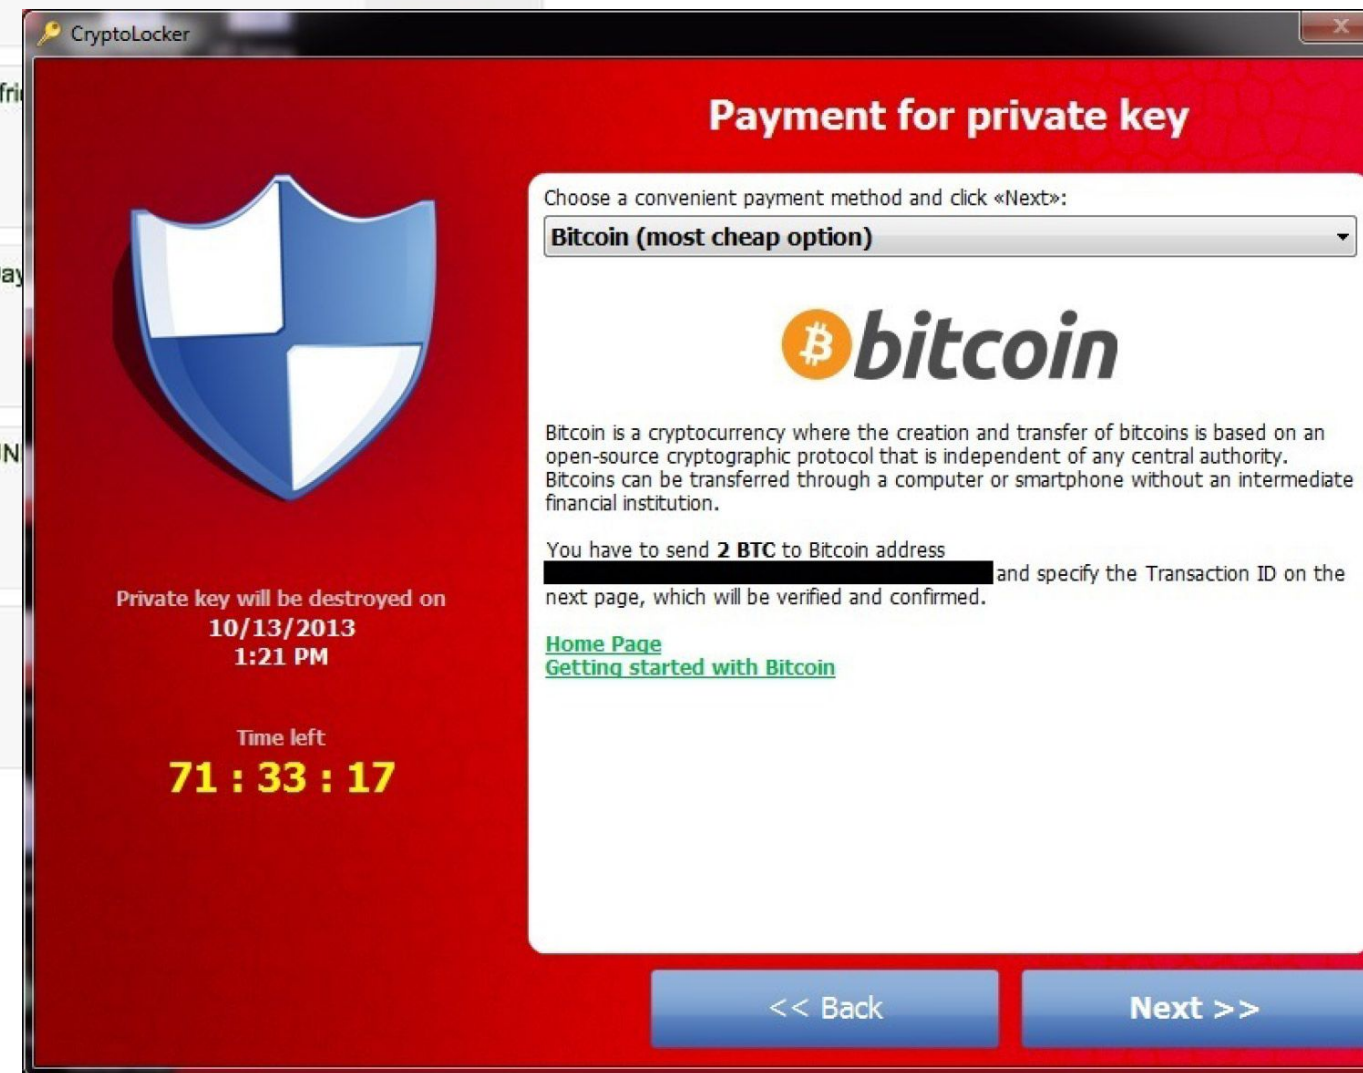 CryptoLocker
Payment for private key
Choose a convenient payment method and click «Next»:
Bitcoin (most cheap option)
bitcoin
Bitcoin is a cryptocurrency where the creation and transfer of bitcoins is based on an
open-source cryptographic protocol that is independent of any central authority.
Bitcoins can be transferred through a computer or smartphone without an intermediate
financial institution.
You have to send 2 BTC to Bitcoin address
and specify the Transaction ID on the
next page, which will be verified and confirmed.
Home Page
Getting started with Bitcoin
Private key will be destroyed on
10/13/2013
1:21 PM
Time left
71 : 33 : 17
<< Back
Next >>